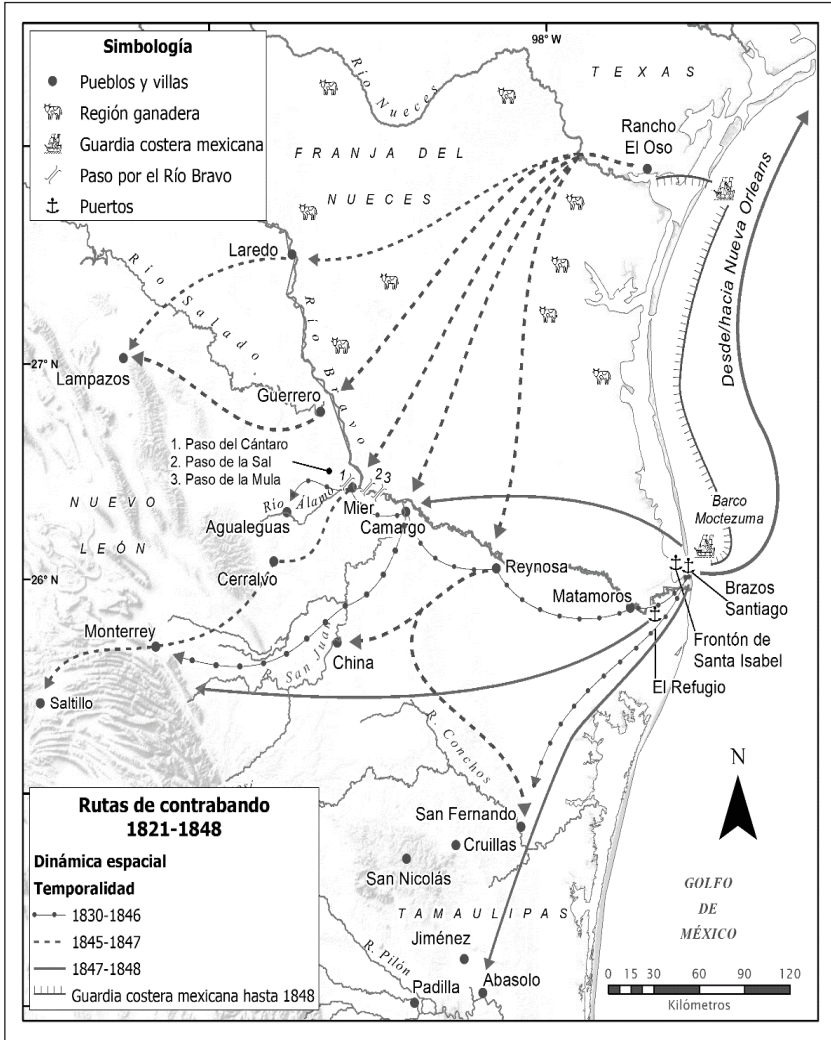 Simbología
Pueblos y villas
Región ganadera
Guardia costera mexicana
Paso por el Río Bravo
Puertos
98° W
TEXAS
Río Nueces
Rancho
El Oso
FRANJA DEL
NUECES
Laredo
Río Salado
Río Bravo
Desde/hacia Nueva Orleans
27° N
Lampazos
Guerrero
1. Paso del Cántaro
2. Paso de la Sal
3. Paso de la Mula
1
2 3
NUEVO
LEÓN
Río Álamo
Mier
Agualeguas
Camargo
Barco
Moctezuma
Cerralvo
26° N
Reynosa
Matamoros
Brazos
Santiago
Monterrey
R. San Juan
China
Frontón de
Santa Isabel
El Refugio
Saltillo
R. Conchos
N
San Fernando
Cruillas
San Nicolás
TAMAULIPAS
GOLFO
DE
MÉXICO
Jiménez
R. Pilón
Padilla
Abasolo
Rutas de contrabando
1821-1848
Dinámica espacial
Temporalidad
1830-1846
1845-1847
1847-1848
Guardia costera mexicana hasta 1848
0 15 30 60 90 120
Kilómetros